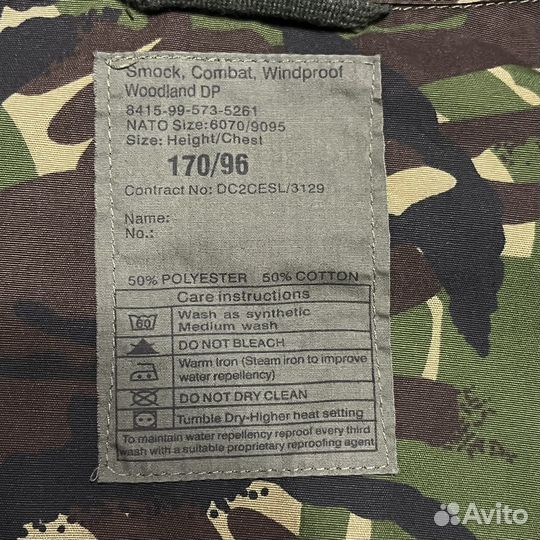 Smock, Combat, Windproof
Woodland DP
8415-99-573-5261
NATO Size:6070/9095
Size: Height/Chest
170/96
Contract No: DC2CESL/3129
Name:
No.:
50% POLYESTER 50% COTTON
Care instructions
60
Wash as synthetic
Medium wash
DO NOT BLEACH
Warm Iron (Steam iron to improve
water repellency)
DO NOT DRY CLEAN
Tumble Dry-Higher heat setting
To maintain water repellency reproof every third
wash with a suitable proprietary reproofing agent
Avito